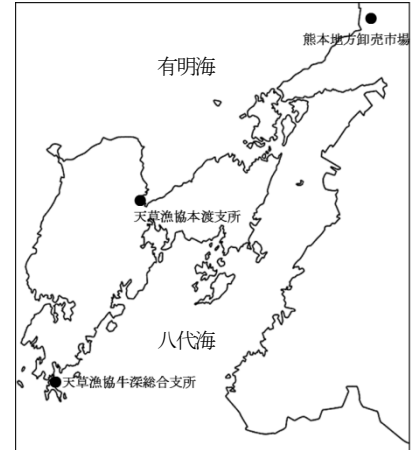 熊本地方卸売市場
有明海
天草漁協本渡支所
八代海
天草漁協牛深総合支所